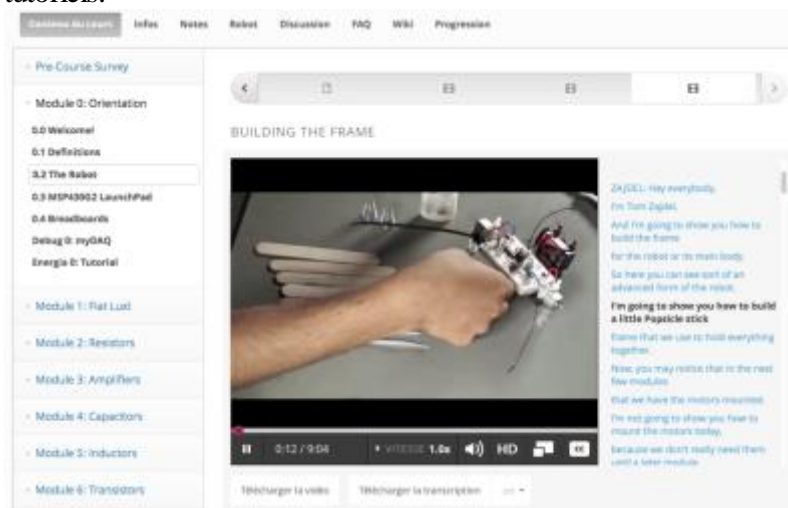 tutoriels.
Contenu du cours Infos Notes Robot Discussion FAQ Wiki Progression
Pre-Course Survey
Module 0: Orientation
0.0 Welcome!
0.1 Definitions
0.2 The Robot
0.3 MSP430G2 LaunchPad
0.4 Breadboards
Debug 0: myDAQ
Energia 0: Tutorial
Module 1: Fiat Lux!
Module 2: Resistors
Module 3: Amplifiers
Module 4: Capacitors
Module 5: Inductors
Module 6: Transistors
BUILDING THE FRAME
0:12 / 9:04 VITESSE 1.0x HD CC
Télécharger la vidéo Télécharger la transcription
ZAJDEL: Hey everybody,
I'm Tom Zajdel,
And I'm going to show you how to
build the frame
for the robot or its main body.
So here you can see sort of an
advanced form of the robot.
I'm going to show you how to build
a little Popsicle stick
frame that we use to hold everything
together.
Now, you may notice that in the next
few modules
that we have the motors mounted.
I'm not going to show you how to
mount the motors today,
because we don't really need them
until a later module.